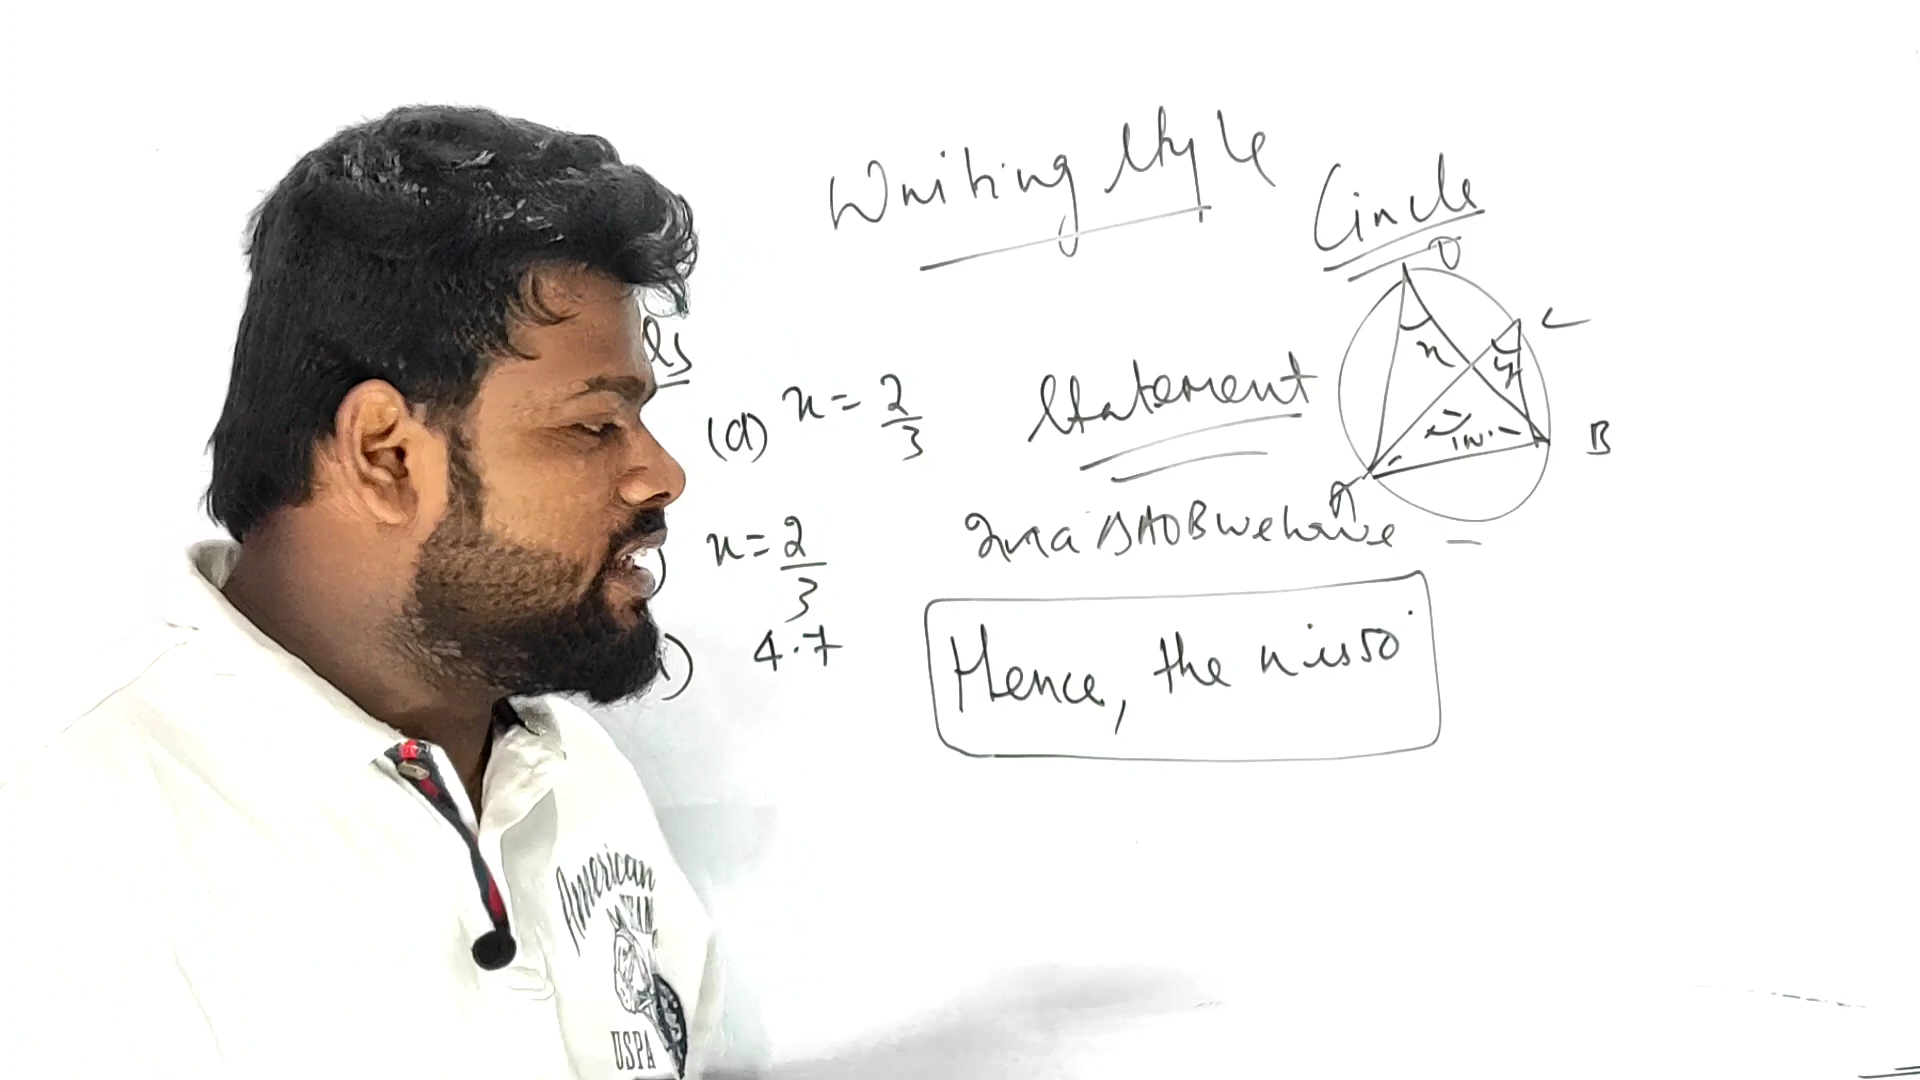 Writing Style
Circle
D
C
x
y
B
A
(a) x = 2/3
Statement
In a ΔAOB we have
x = 2/3
4.7
Hence, the x is 50°
American
USPA